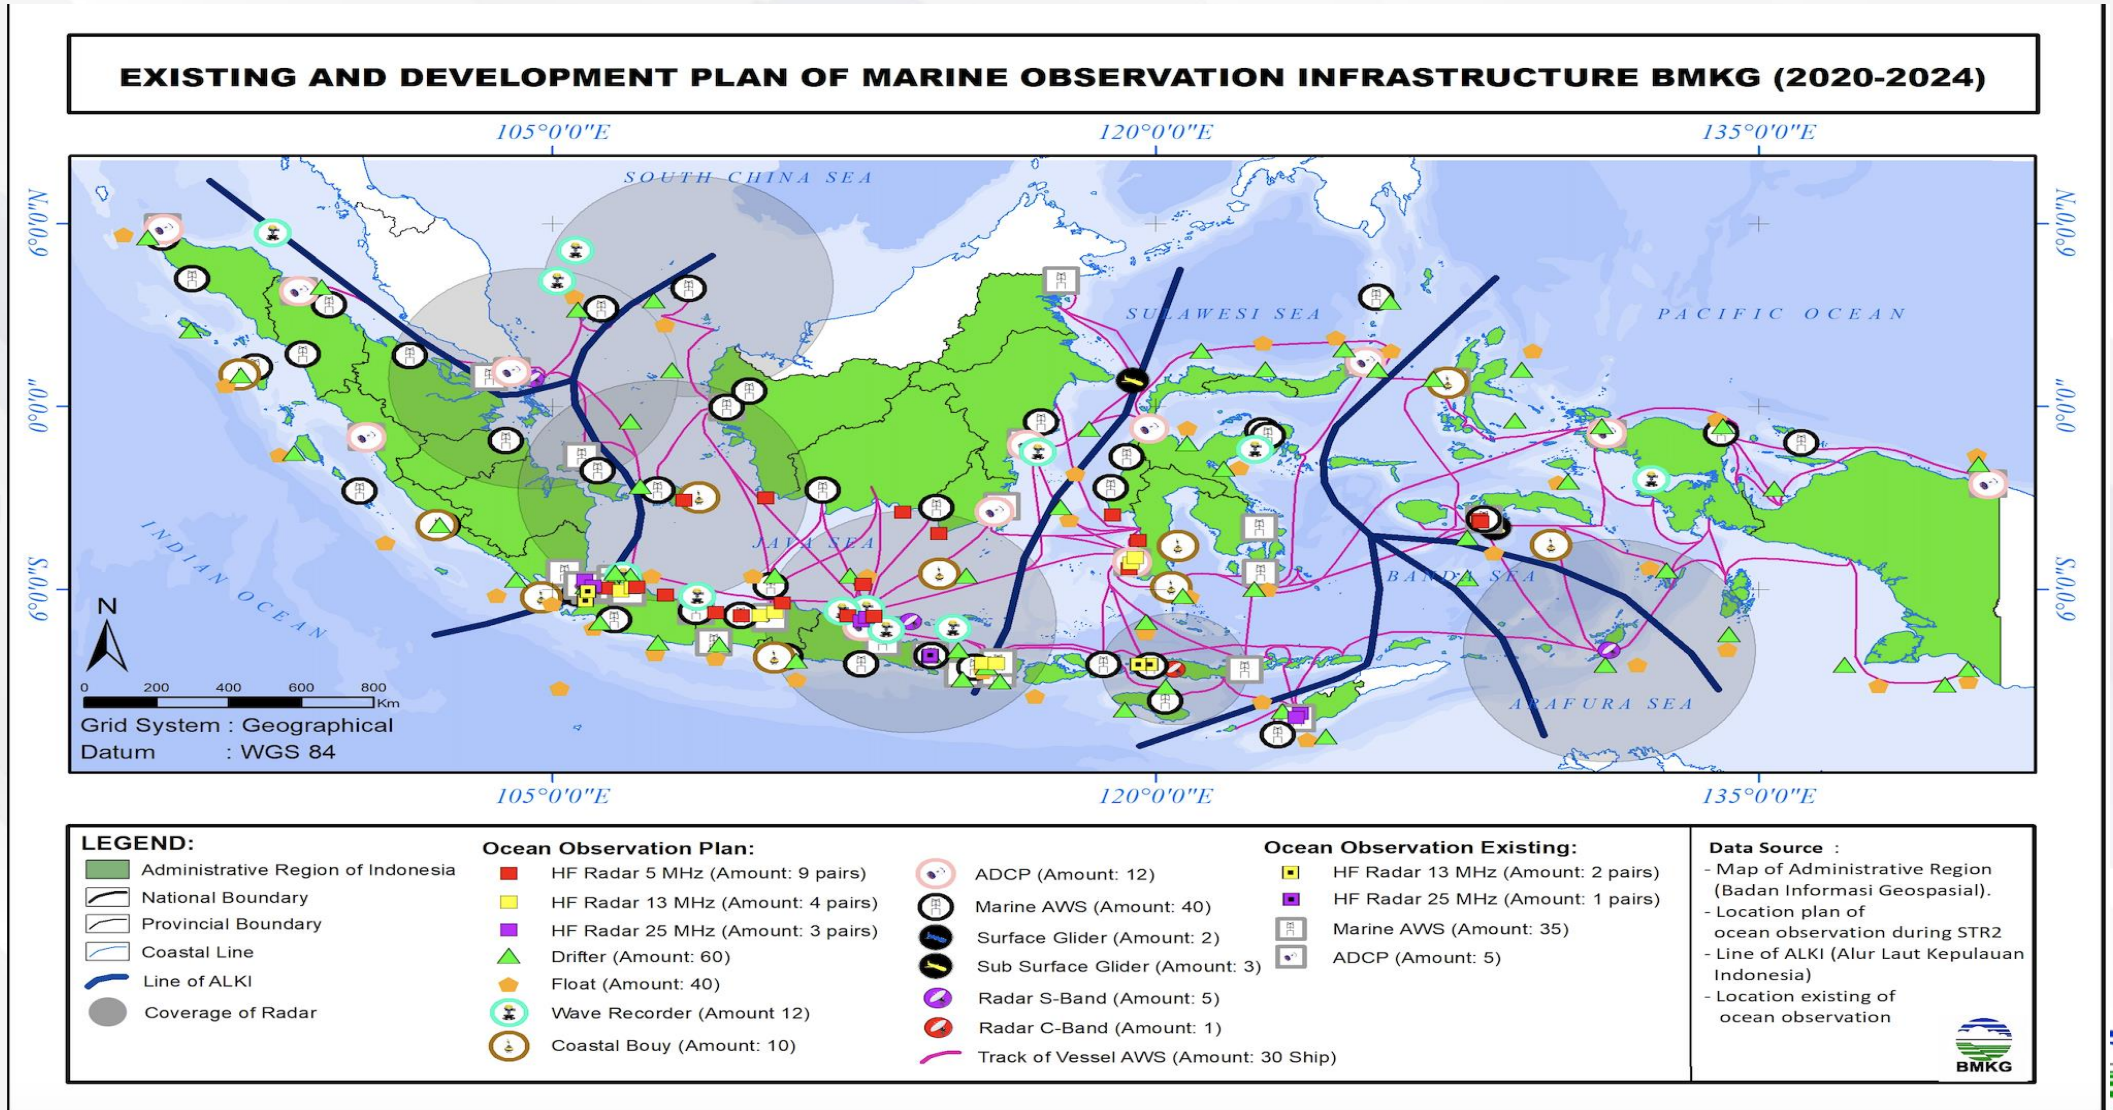 EXISTING AND DEVELOPMENT PLAN OF MARINE OBSERVATION INFRASTRUCTURE BMKG (2020-2024)
105°0'0"E
120°0'0"E
135°0'0"E
6°0'0"N
6°0'0"N
0°0'0"
0°0'0"
6°0'0"S
6°0'0"S
SOUTH CHINA SEA
SULAWESI SEA
PACIFIC OCEAN
INDIAN OCEAN
JAVA SEA
BANDA SEA
ARAFURA SEA
N
0 200 400 600 800
Km
Grid System : Geographical
Datum : WGS 84
105°0'0"E
120°0'0"E
135°0'0"E
LEGEND:
Administrative Region of Indonesia
National Boundary
Provincial Boundary
Coastal Line
Line of ALKI
Coverage of Radar
Ocean Observation Plan:
HF Radar 5 MHz (Amount: 9 pairs)
HF Radar 13 MHz (Amount: 4 pairs)
HF Radar 25 MHz (Amount: 3 pairs)
Drifter (Amount: 60)
Float (Amount: 40)
Wave Recorder (Amount 12)
Coastal Bouy (Amount: 10)
ADCP (Amount: 12)
Marine AWS (Amount: 40)
Surface Glider (Amount: 2)
Sub Surface Glider (Amount: 3)
Radar S-Band (Amount: 5)
Radar C-Band (Amount: 1)
Track of Vessel AWS (Amount: 30 Ship)
Ocean Observation Existing:
HF Radar 13 MHz (Amount: 2 pairs)
HF Radar 25 MHz (Amount: 1 pairs)
Marine AWS (Amount: 35)
ADCP (Amount: 5)
Data Source :
- Map of Administrative Region
(Badan Informasi Geospasial).
- Location plan of
ocean observation during STR2
- Line of ALKI (Alur Laut Kepulauan
Indonesia)
- Location existing of
ocean observation
BMKG